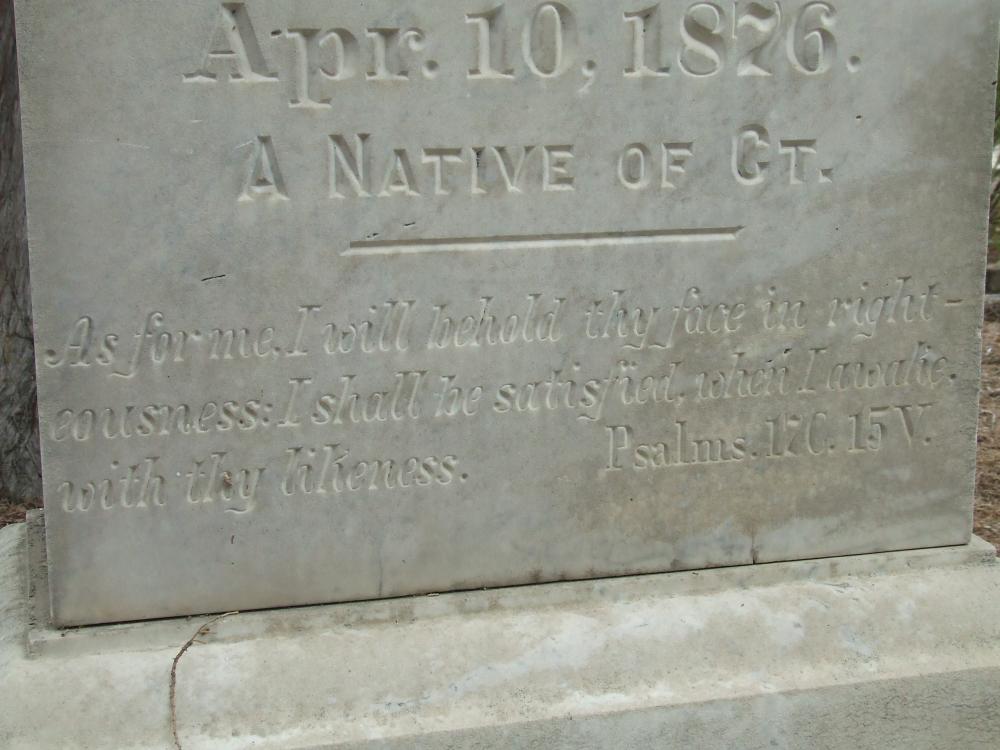 Apr. 10, 1876.
A NATIVE OF CT.
As for me, I will behold thy face in right-
eousness: I shall be satisfied, when I awake.
with thy likeness.
Psalms. 17C. 15V.